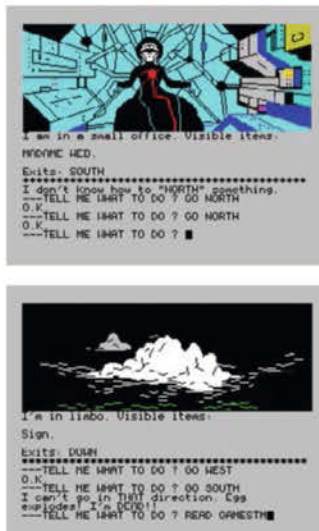 I am in a small office. Visible items:
MADAME WEB.
Exits: SOUTH
I don't know how to "NORTH" something.
---TELL ME WHAT TO DO ? GO NORTH
O.K
---TELL ME WHAT TO DO ? GO NORTH
O.K
---TELL ME WHAT TO DO ?
I'm in limbo. Visible items:
Sign.
Exits: DOWN
---TELL ME WHAT TO DO ? GO WEST
O.K
---TELL ME WHAT TO DO ? GO SOUTH
I can't go in THAT direction. Egg
explodes! I'm DEAD!!
---TELL ME WHAT TO DO ? READ GAMESTM